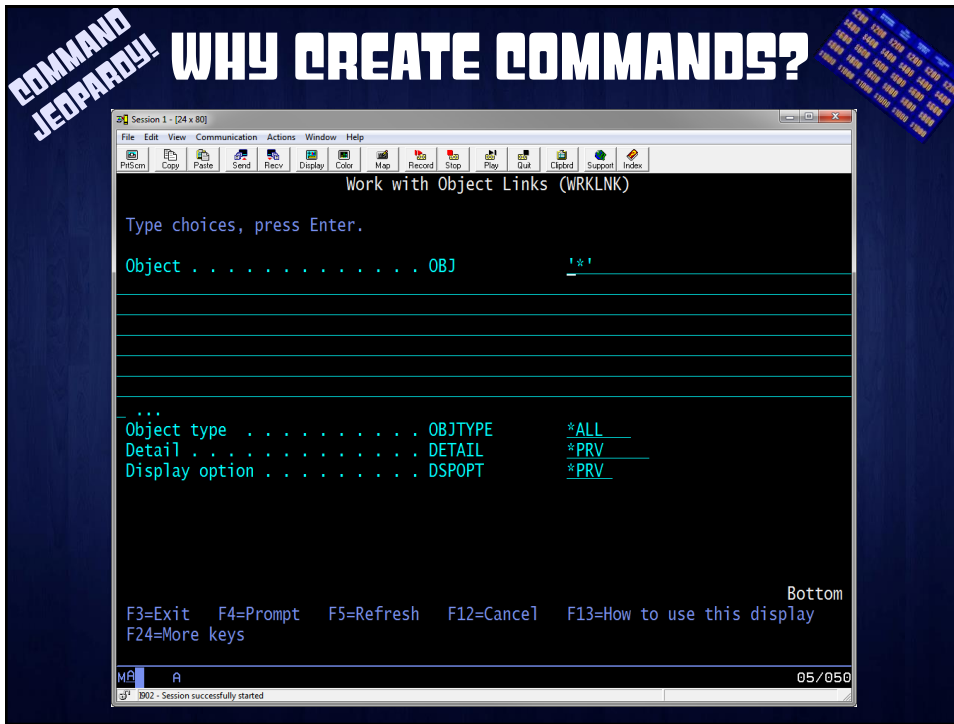 COMMAND
JEOPARDY!
WHY CREATE COMMANDS?
Session 1 - [24 x 80]
File Edit View Communication Actions Window Help
PrtScrn Copy Paste Send Recv Display Color Map Record Stop Play Quit Clipbrd Support Index
Work with Object Links (WRKLNK)
Type choices, press Enter.
Object . . . . . . . . . . . . . OBJ '*'
_ ...
Object type . . . . . . . . . . OBJTYPE *ALL
Detail . . . . . . . . . . . . . DETAIL *PRV
Display option . . . . . . . . . DSPOPT *PRV
Bottom
F3=Exit F4=Prompt F5=Refresh F12=Cancel F13=How to use this display
F24=More keys
MA A 05/050
I902 - Session successfully started